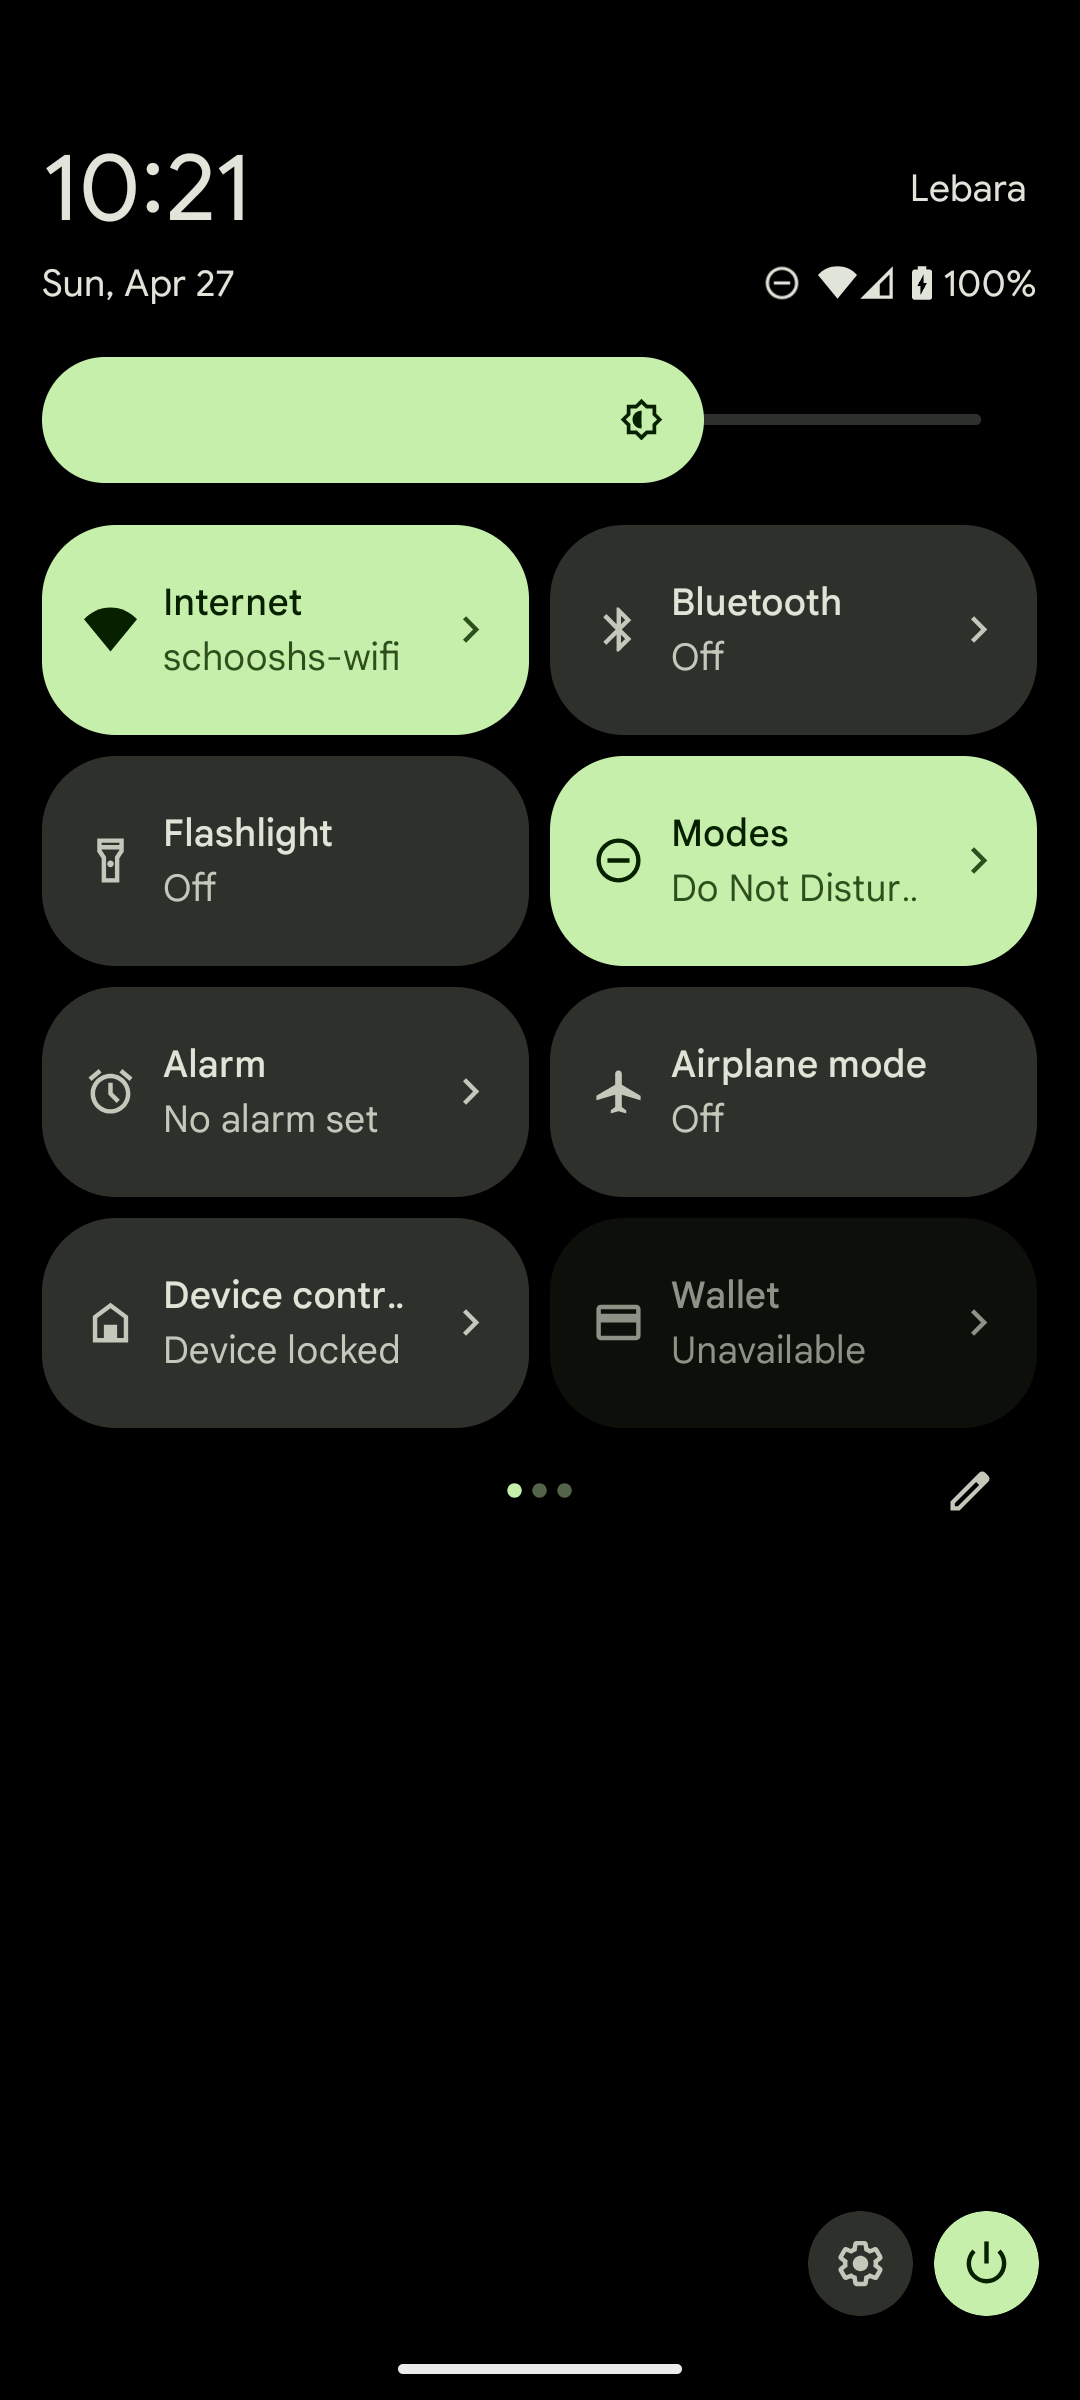 10:21
Lebara
Sun, Apr 27
100%
Internet
schooshs-wifi
Bluetooth
Off
Flashlight
Off
Modes
Do Not Distur..
Alarm
No alarm set
Airplane mode
Off
Device contr..
Device locked
Wallet
Unavailable